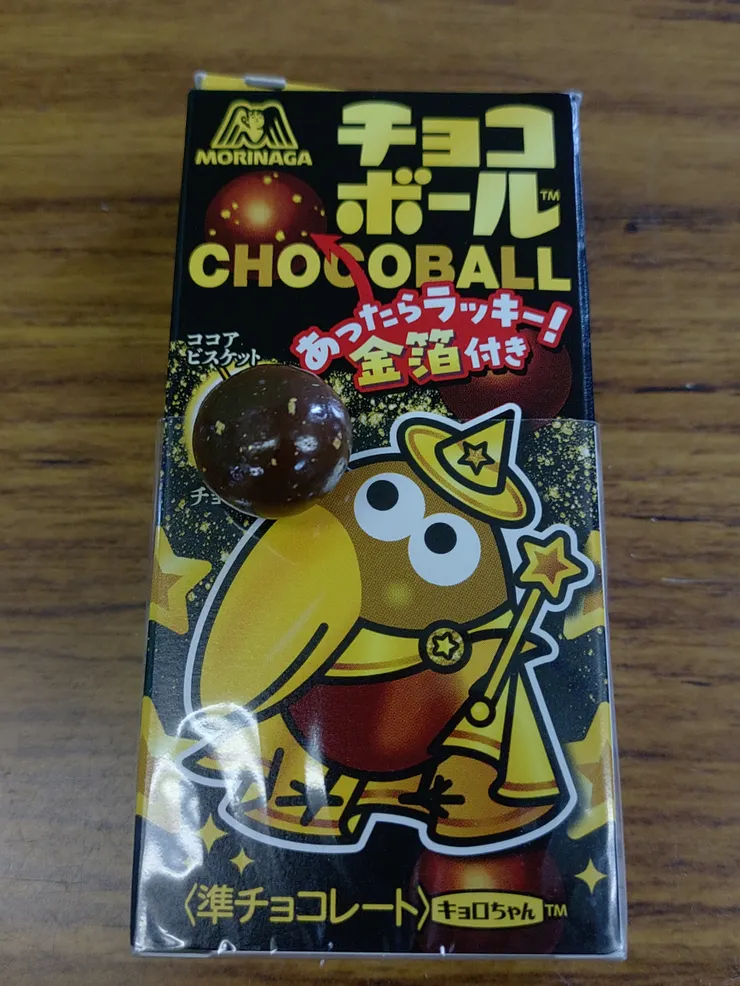 MORINAGA
チョコ
ボール™
CHOCOBALL
あったらラッキー!
金箔付き
ココア
ビスケット
チョ
〈準チョコレート〉キョロちゃん™